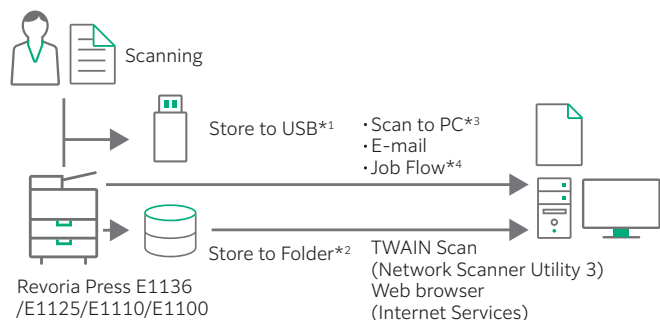 Scanning
Store to USB*1
・Scan to PC*3
・E-mail
・Job Flow*4
Store to Folder*2
TWAIN Scan
(Network Scanner Utility 3)
Web browser
(Internet Services)
Revoria Press E1136
/E1125/E1110/E1100